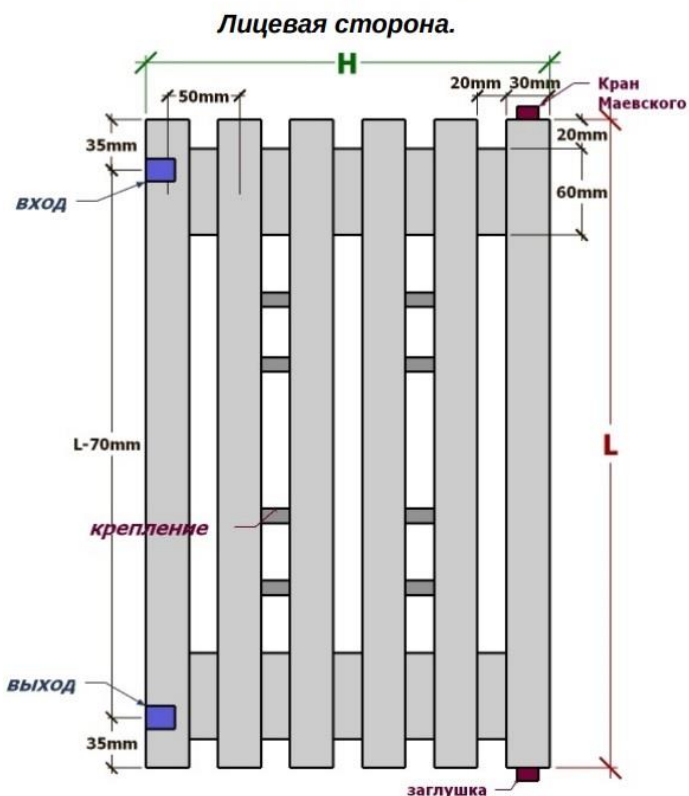 Лицевая сторона.
H
50mm
20mm
30mm
Кран
Маевского
35mm
20mm
вход
60mm
L-70mm
L
крепление
выход
35mm
заглушка